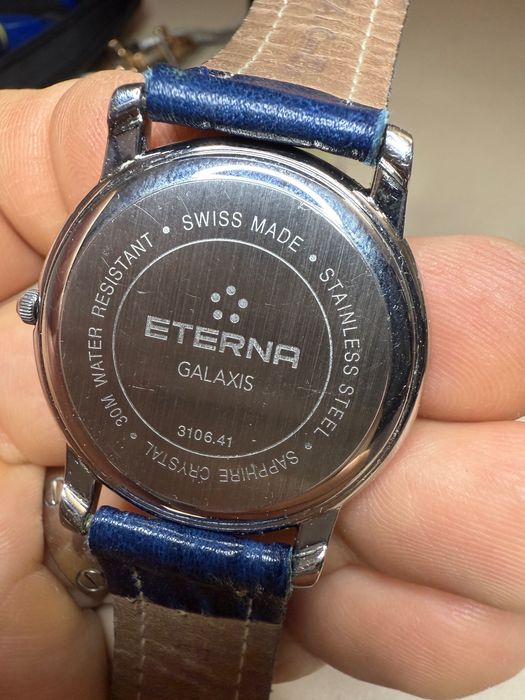 SWISS MADE • STAINLESS STEEL • SAPPHIRE CRYSTAL • 30M WATER RESISTANT •
ETERNA
GALAXIS
3106.41